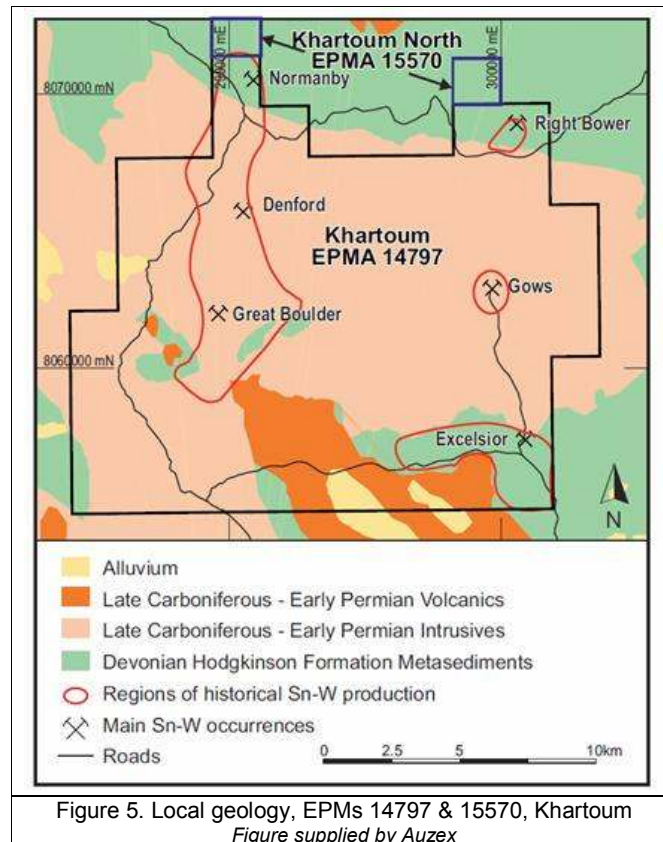 Khartoum North
EPMA 15570
290000 mE
300000 mE
8070000 mN
Normanby
Right Bower
Denford
Khartoum
EPMA 14797
Gows
Great Boulder
8060000 mN
Excelsior
N
Alluvium
Late Carboniferous - Early Permian Volcanics
Late Carboniferous - Early Permian Intrusives
Devonian Hodgkinson Formation Metasediments
Regions of historical Sn-W production
Main Sn-W occurrences
Roads
0 2.5 5 10km
Figure 5. Local geology, EPMs 14797 & 15570, Khartoum
Figure supplied by Auzex